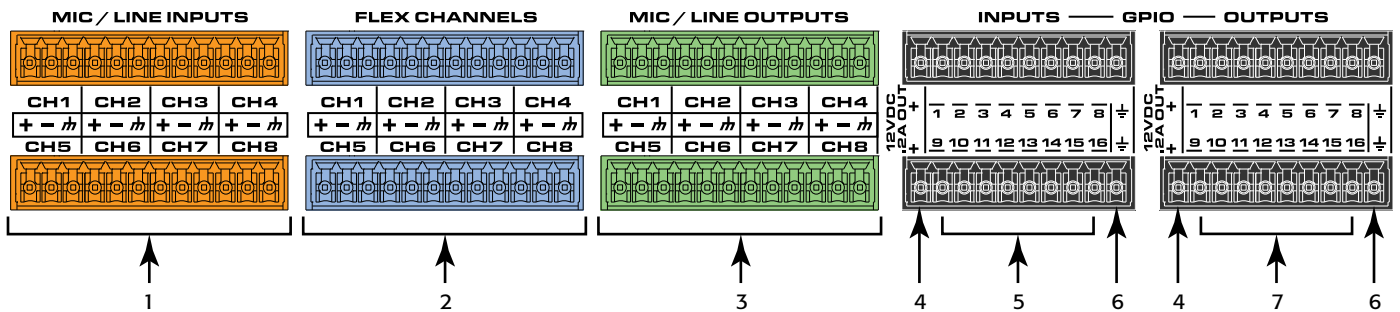 MIC / LINE INPUTS
FLEX CHANNELS
MIC / LINE OUTPUTS
INPUTS — GPIO — OUTPUTS
CH1 CH2 CH3 CH4
+ − + − + − + −
CH5 CH6 CH7 CH8
CH1 CH2 CH3 CH4
+ − + − + − + −
CH5 CH6 CH7 CH8
CH1 CH2 CH3 CH4
+ − + − + − + −
CH5 CH6 CH7 CH8
12VDC
.2A OUT
+ 1 2 3 4 5 6 7 8
+ 9 10 11 12 13 14 15 16
12VDC
.2A OUT
+ 1 2 3 4 5 6 7 8
+ 9 10 11 12 13 14 15 16
1 2 3 4 5 6 4 7 6